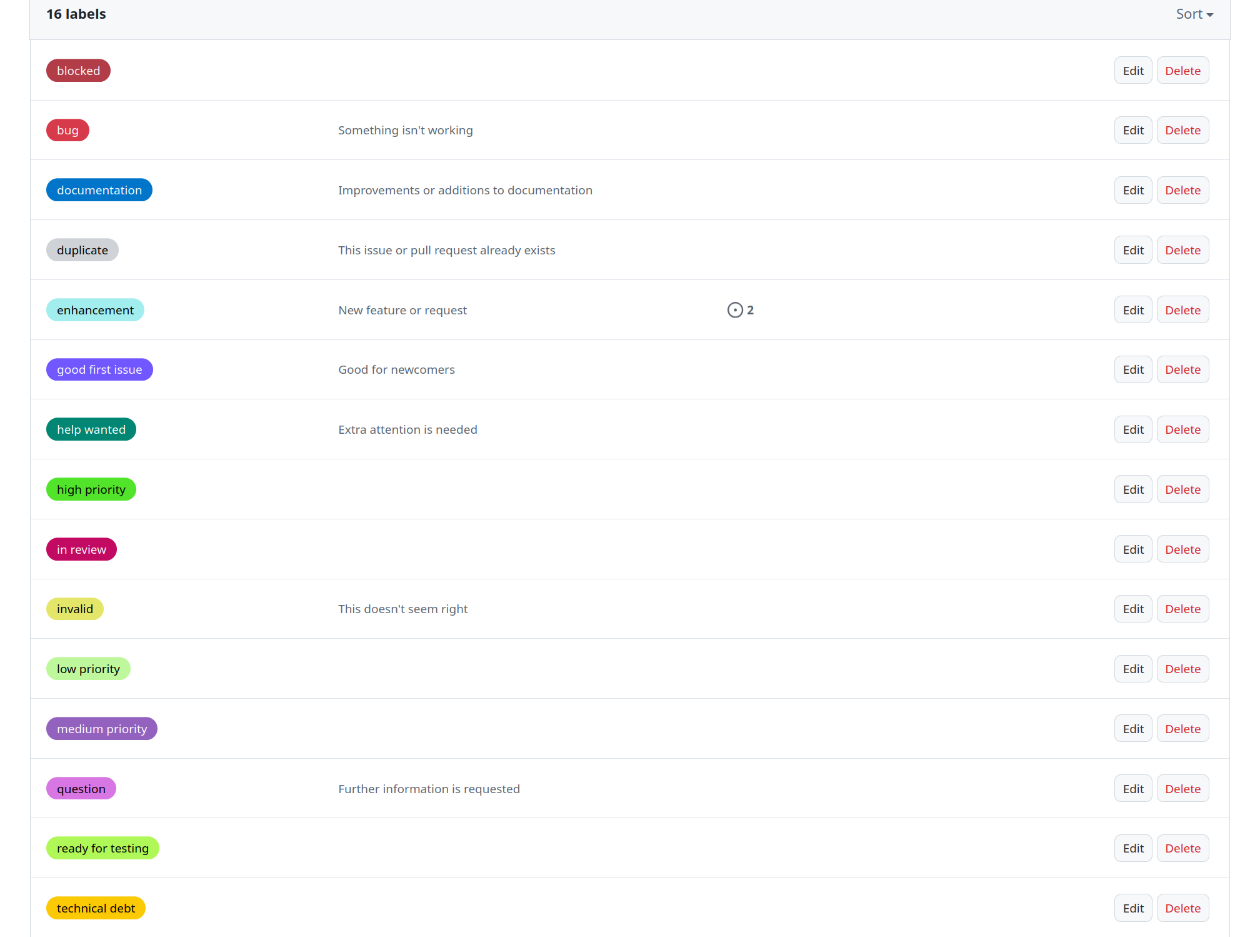 16 labels Sort
blocked Edit Delete
bug Something isn't working Edit Delete
documentation Improvements or additions to documentation Edit Delete
duplicate This issue or pull request already exists Edit Delete
enhancement New feature or request 2 Edit Delete
good first issue Good for newcomers Edit Delete
help wanted Extra attention is needed Edit Delete
high priority Edit Delete
in review Edit Delete
invalid This doesn't seem right Edit Delete
low priority Edit Delete
medium priority Edit Delete
question Further information is requested Edit Delete
ready for testing Edit Delete
technical debt Edit Delete